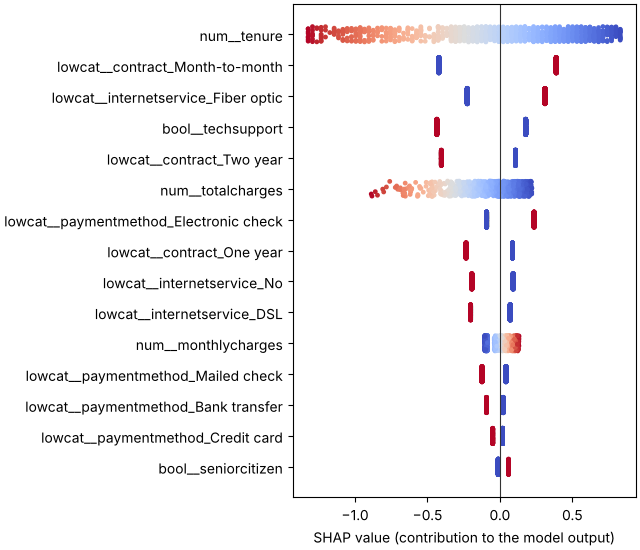 num__tenure
lowcat__contract_Month-to-month
lowcat__internetservice_Fiber optic
bool__techsupport
lowcat__contract_Two year
num__totalcharges
lowcat__paymentmethod_Electronic check
lowcat__contract_One year
lowcat__internetservice_No
lowcat__internetservice_DSL
num__monthlycharges
lowcat__paymentmethod_Mailed check
lowcat__paymentmethod_Bank transfer
lowcat__paymentmethod_Credit card
bool__seniorcitizen
−1.0 −0.5 0.0 0.5
SHAP value (contribution to the model output)